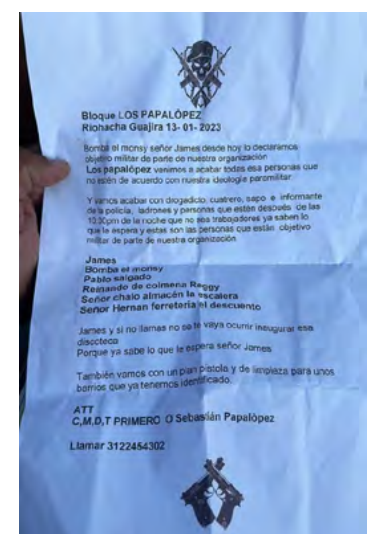 Bloque LOS PAPALÓPEZ
Riohacha Guajira 13- 01- 2023
Bomba el monsy señor James desde hoy lo declaramos
objetivo militar de parte de nuestra organización
Los papalópez venimos a acabar todas esa personas que
no estén de acuerdo con nuestra ideología paramilitar.
Y vamos acabar con drogadicto, cuatrero, sapo e informante
de la policía, ladrones y personas que están después de las
10:30pm de la noche que no sea trabajadores ya saben lo
que le espera y estas son las personas que están objetivo
militar de parte de nuestra organización.
James
Bomba el monsy
Pablo salgado
Reinando de colmena Raggy
Señor chalo almacén la escalera
Señor Hernan ferretería el descuento
James y si no llamas no se te vaya ocurrir inaugurar esa
discoteca
Porque ya sabe lo que le espera señor James
También vamos con un plan pistola y de limpieza para unos
barrios que ya tenemos identificado.
ATT
C,M,D,T PRIMERO O Sebastián Papalópez
Llamar 3122454302